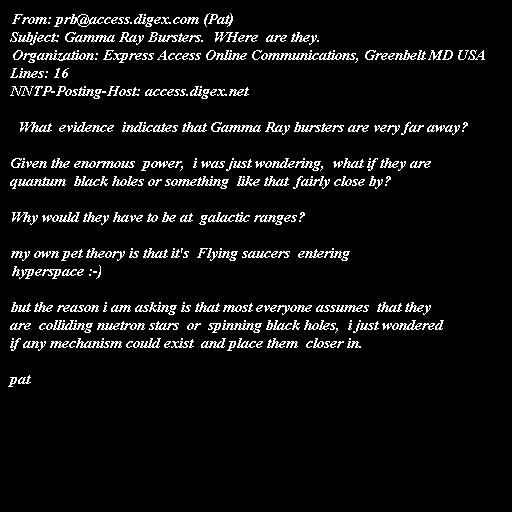 From: prb@access.digex.com (Pat)
Subject: Gamma Ray Bursters.  WHere  are they.
Organization: Express Access Online Communications, Greenbelt MD USA
Lines: 16
NNTP-Posting-Host: access.digex.net
What  evidence  indicates that Gamma Ray bursters are very far away?
Given the enormous  power,  i was just wondering,  what if they are
quantum  black holes or something  like that  fairly close by?
Why would they have to be at  galactic ranges?
my own pet theory is that it's  Flying saucers  entering
hyperspace :-)
but the reason i am asking is that most everyone assumes  that they
are  colliding nuetron stars  or  spinning black holes,  i just wondered
if any mechanism could exist  and place them  closer in.
pat